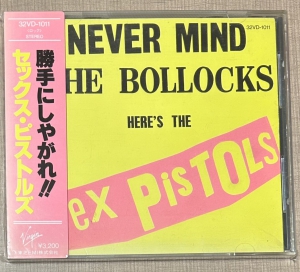 32VD-1011
勝手にしやがれ!!
セックス・ピストルズ
Virgin
¥3,200
32VD-1011
NEVER MIND
HE BOLLOCKS
HERE'S THE
ex PiSTOLS